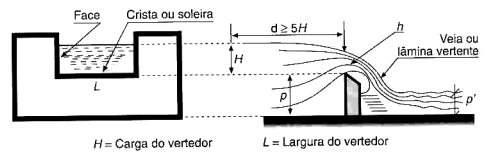 Face
Crista ou soleira
L
d ≥ 5H
h
H
Veia ou
lâmina vertente
p
p'
H = Carga do vertedor
L = Largura do vertedor